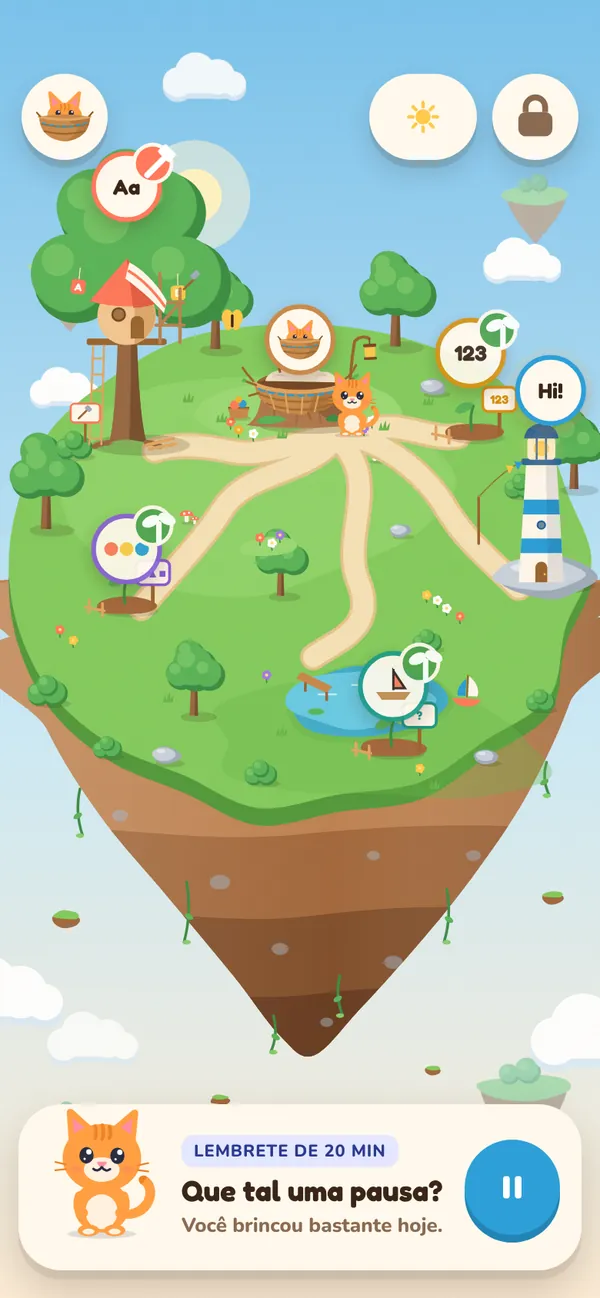 Aa
A
123
Hi!
123
?
LEMBRETE DE 20 MIN
Que tal uma pausa?
Você brincou bastante hoje.